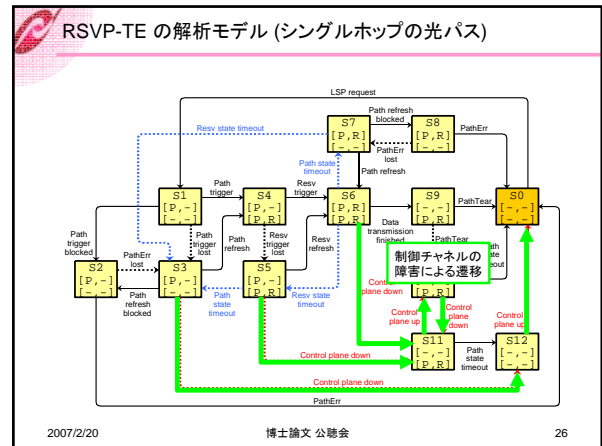 RSVP-TE の解析モデル (シングルホップの光パス)
LSP request
Path refresh
blocked
S7
[P,R]
[-,-]
S8
[P,R]
[-,-]
PathErr
PathErr
lost
Resv state timeout
Path state
timeout
Path refresh
S1
[P,-]
[-,-]
Path
trigger
S4
[P,-]
[P,R]
Resv
trigger
S6
[P,R]
[P,R]
S9
[-,-]
[P,R]
PathTear
S0
[-,-]
[-,-]
Path
trigger
blocked
PathErr
lost
Path
trigger
lost
Path
refresh
Resv
trigger
lost
Resv
refresh
Data
transmission
finished
PathTear
S2
[P,-]
[-,-]
S3
[P,-]
[-,-]
S5
[P,R]
[P,R]
制御チャネルの
障害による遷移
[P,R]
Path
refresh
blocked
Path
state
timeout
Resv state
timeout
Control
plane up
Control
plane
down
Control
plane up
Control plane down
S11
[-,-]
[P,R]
Path
state
timeout
S12
[-,-]
[-,-]
Control plane down
PathErr
2007/2/20
博士論文 公聴会
26